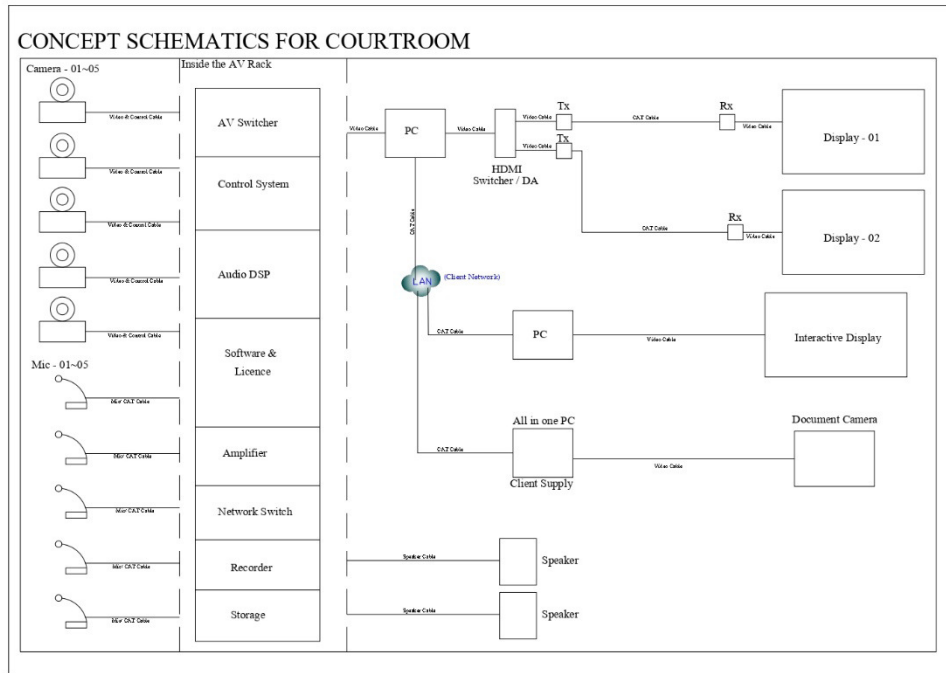 CONCEPT SCHEMATICS FOR COURTROOM
Camera - 01~05
Inside the AV Rack
Video & Control Cable
Video & Control Cable
Video & Control Cable
Video & Control Cable
Video & Control Cable
Mic - 01~05
Mic/ CAT Cable
Mic/ CAT Cable
Mic/ CAT Cable
Mic/ CAT Cable
Mic/ CAT Cable
AV Switcher
Control System
Audio DSP
Software &
Licence
Amplifier
Network Switch
Recorder
Storage
Video Cable
PC
Video Cable
HDMI
Switcher / DA
Video Cable
Tx
CAT Cable
Rx
Video Cable
Display - 01
Video Cable
Tx
CAT Cable
Rx
Video Cable
Display - 02
CAT Cable
LAN
(Client Network)
CAT Cable
PC
Video Cable
Interactive Display
CAT Cable
All in one PC
Client Supply
Video Cable
Document Camera
Speaker Cable
Speaker
Speaker Cable
Speaker